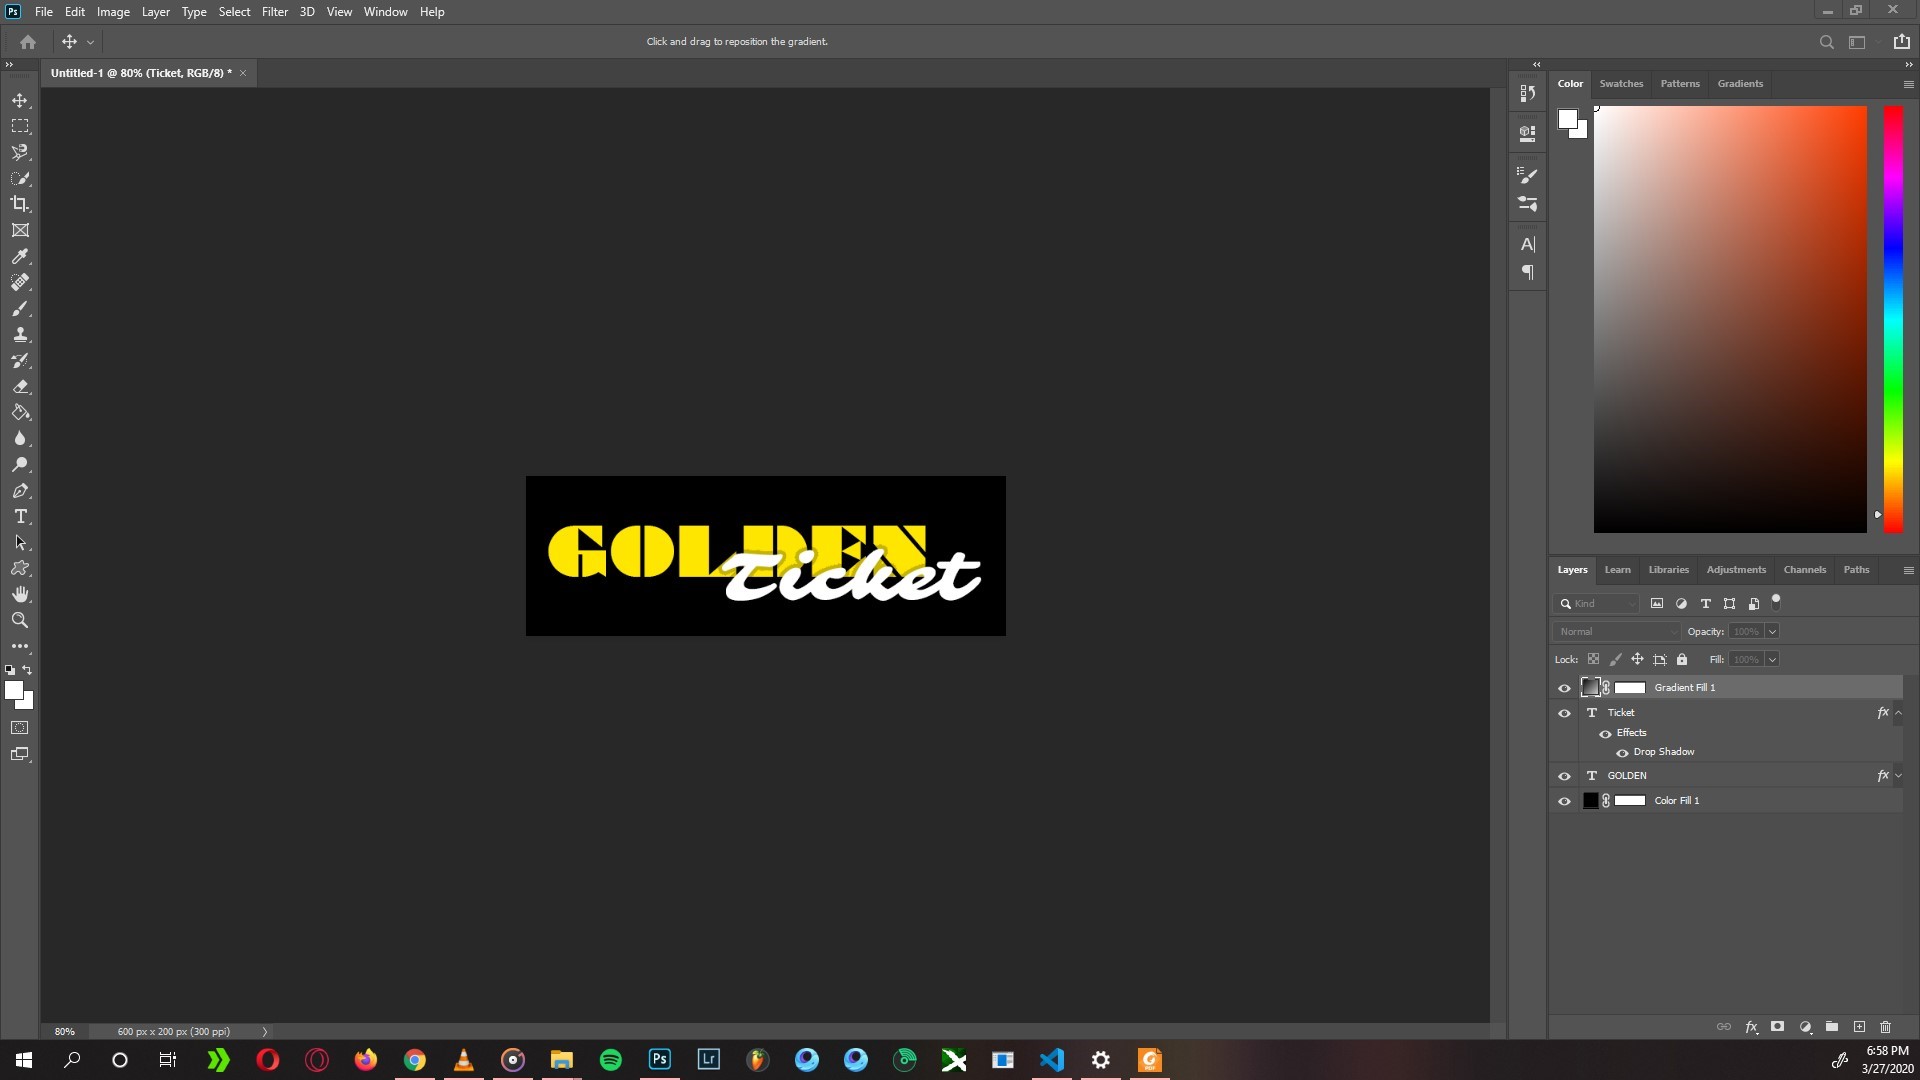 Ps File Edit Image Layer Type Select Filter 3D View Window Help
Click and drag to reposition the gradient.
Untitled-1 @ 80% (Ticket, RGB/8) * ×
Color Swatches Patterns Gradients
A|
GOLDEN
Ticket
Layers Learn Libraries Adjustments Channels Paths
Kind T
Normal Opacity: 100%
Lock: Fill: 100%
Gradient Fill 1
T Ticket fx
Effects
Drop Shadow
T GOLDEN fx
Color Fill 1
fx
80% 600 px x 200 px (300 ppi)
Ps Lr
6:58 PM
3/27/2020